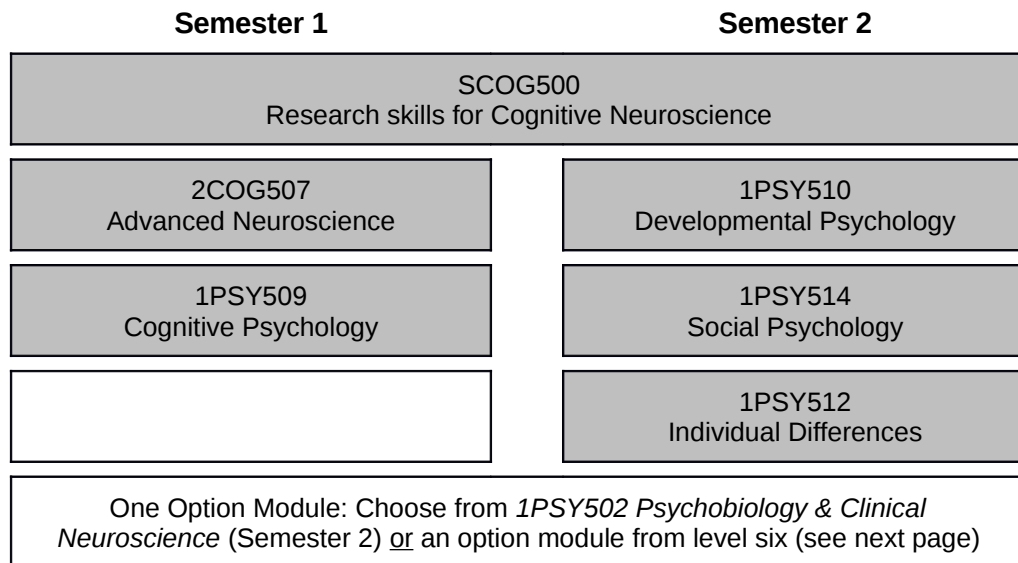 Semester 1
Semester 2
SCOG500
Research skills for Cognitive Neuroscience
2COG507
Advanced Neuroscience
1PSY510
Developmental Psychology
1PSY509
Cognitive Psychology
1PSY514
Social Psychology
1PSY512
Individual Differences
One Option Module: Choose from 1PSY502 Psychobiology & Clinical
Neuroscience (Semester 2) or an option module from level six (see next page)